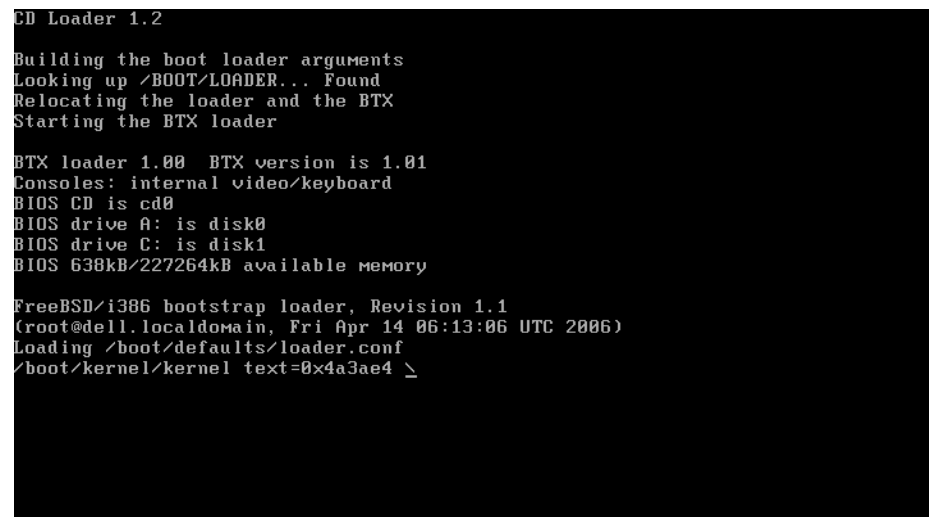 CD Loader 1.2
Building the boot loader arguments
Looking up /BOOT/LOADER... Found
Relocating the loader and the BTX
Starting the BTX loader
BTX loader 1.00  BTX version is 1.01
Consoles: internal video/keyboard
BIOS CD is cd0
BIOS drive A: is disk0
BIOS drive C: is disk1
BIOS 638kB/227264kB available memory
FreeBSD/i386 bootstrap loader, Revision 1.1
(root@dell.localdomain, Fri Apr 14 06:13:06 UTC 2006)
Loading /boot/defaults/loader.conf
/boot/kernel/kernel text=0x4a3ae4 \